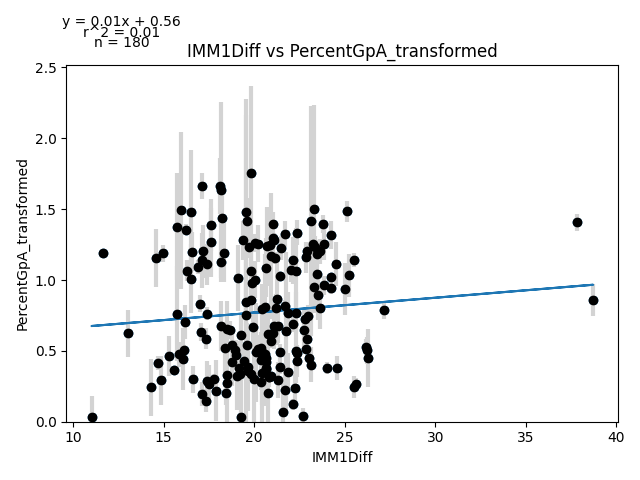 y = 0.01x + 0.56
r^2 = 0.01
n = 180
IMM1Diff vs PercentGpA_transformed
PercentGpA_transformed
2.5
2.0
1.5
1.0
0.5
0.0
10 15 20 25 30 35 40
IMM1Diff